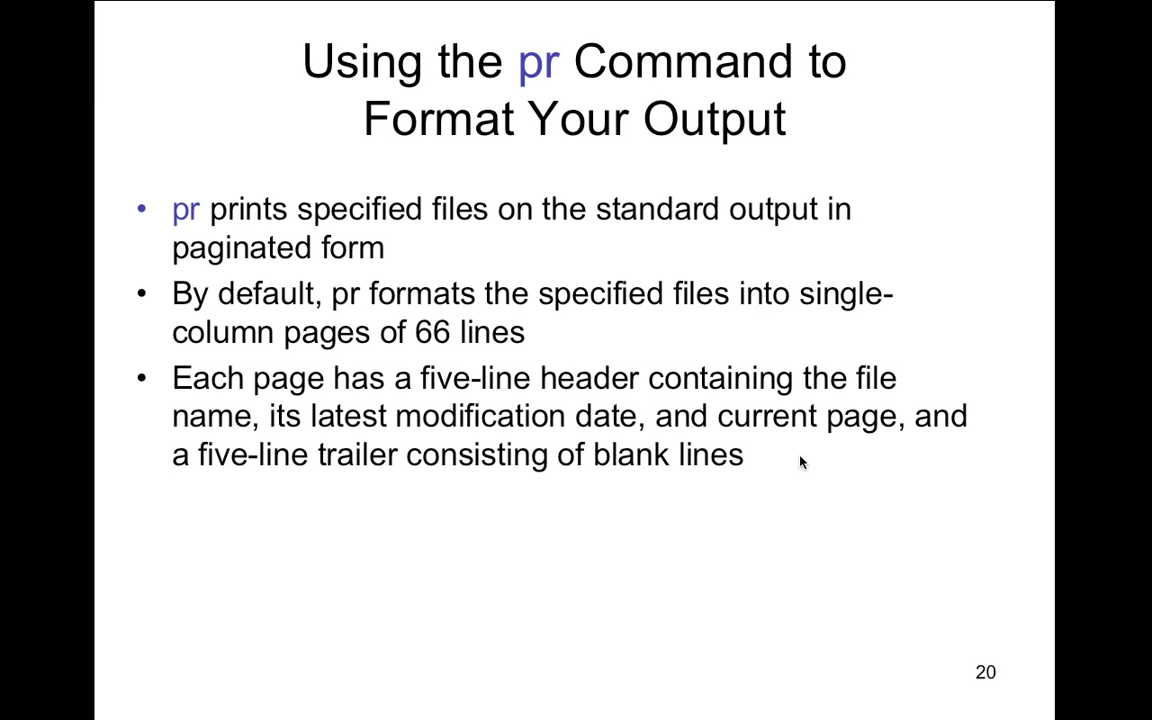 Using the pr Command to
Format Your Output
• pr prints specified files on the standard output in
paginated form
• By default, pr formats the specified files into single-
column pages of 66 lines
• Each page has a five-line header containing the file
name, its latest modification date, and current page, and
a five-line trailer consisting of blank lines
20